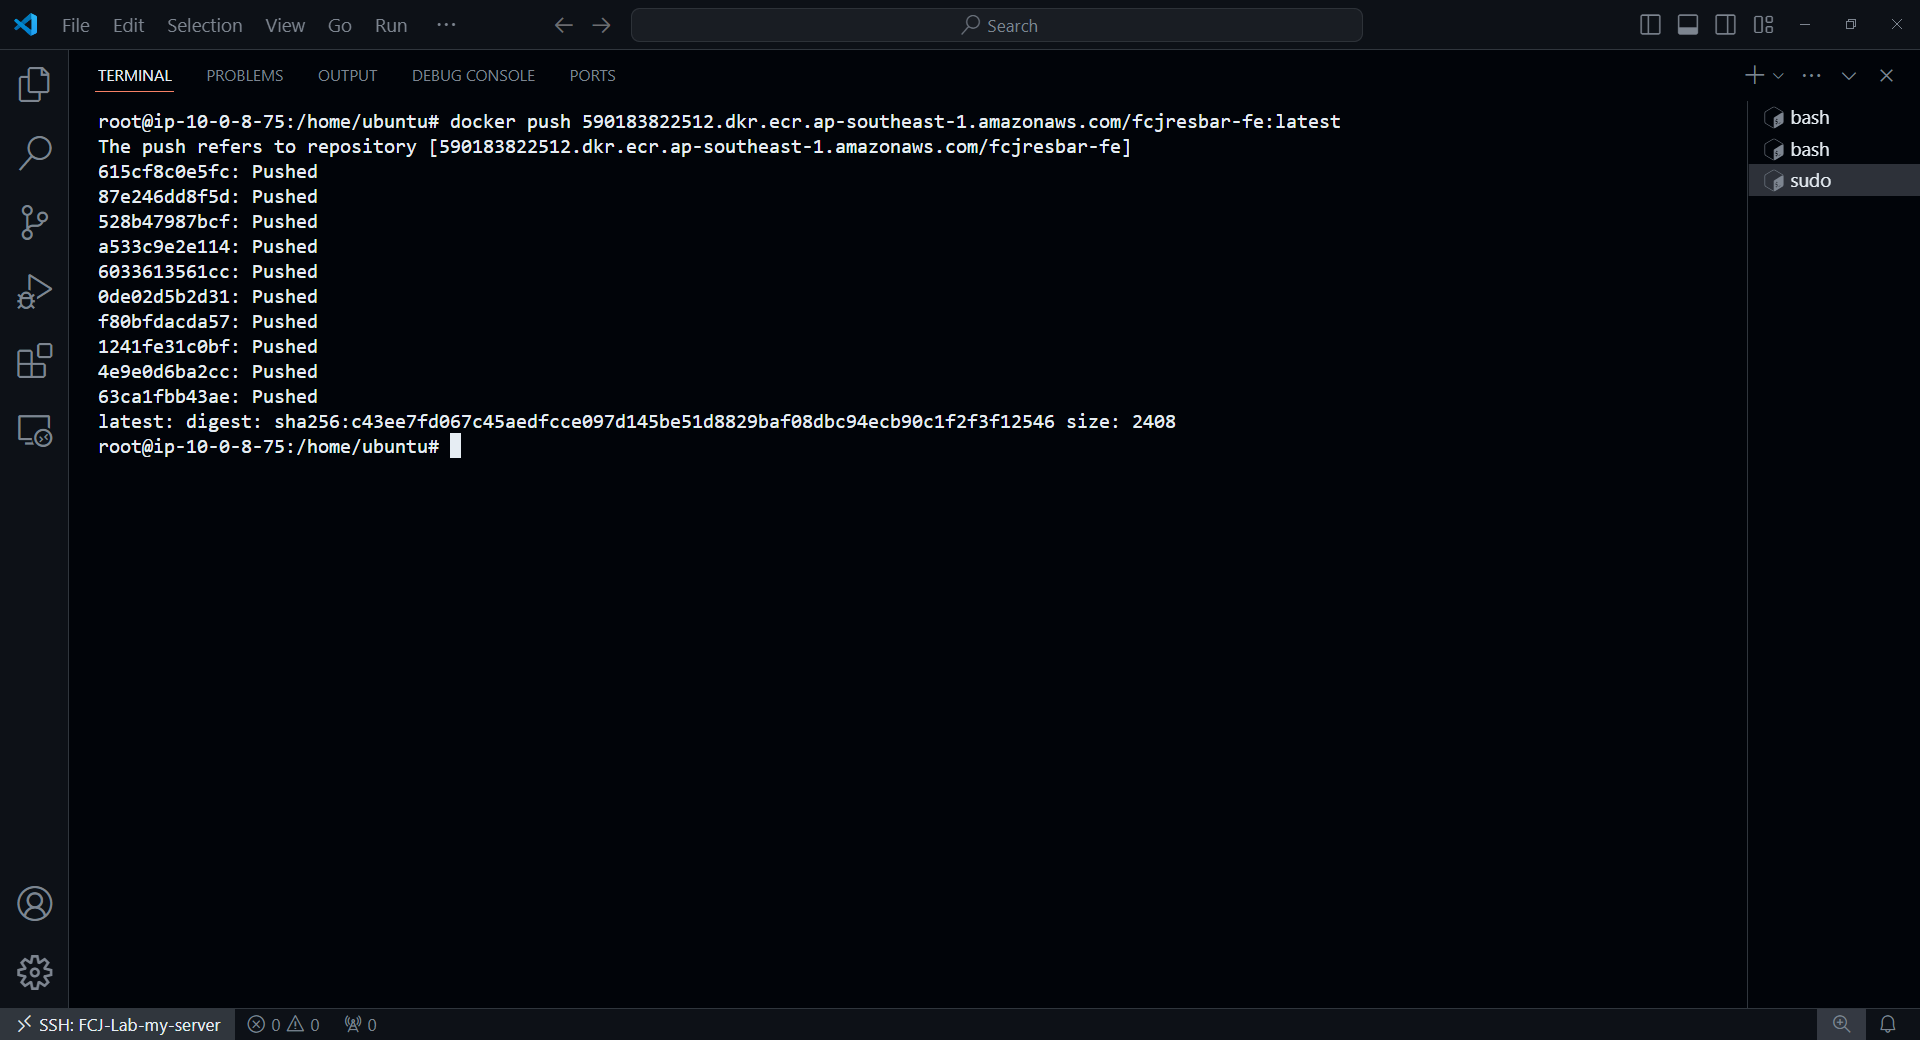 File Edit Selection View Go Run ···
Search
TERMINAL PROBLEMS OUTPUT DEBUG CONSOLE PORTS
root@ip-10-0-8-75:/home/ubuntu# docker push 590183822512.dkr.ecr.ap-southeast-1.amazonaws.com/fcjresbar-fe:latest
The push refers to repository [590183822512.dkr.ecr.ap-southeast-1.amazonaws.com/fcjresbar-fe]
615cf8c0e5fc: Pushed
87e246dd8f5d: Pushed
528b47987bcf: Pushed
a533c9e2e114: Pushed
6033613561cc: Pushed
0de02d5b2d31: Pushed
f80bfdacda57: Pushed
1241fe31c0bf: Pushed
4e9e0d6ba2cc: Pushed
63ca1fbb43ae: Pushed
latest: digest: sha256:c43ee7fd067c45aedfcce097d145be51d8829baf08dbc94ecb90c1f2f3f12546 size: 2408
root@ip-10-0-8-75:/home/ubuntu#
bash
bash
sudo
SSH: FCJ-Lab-my-server 0 0 0